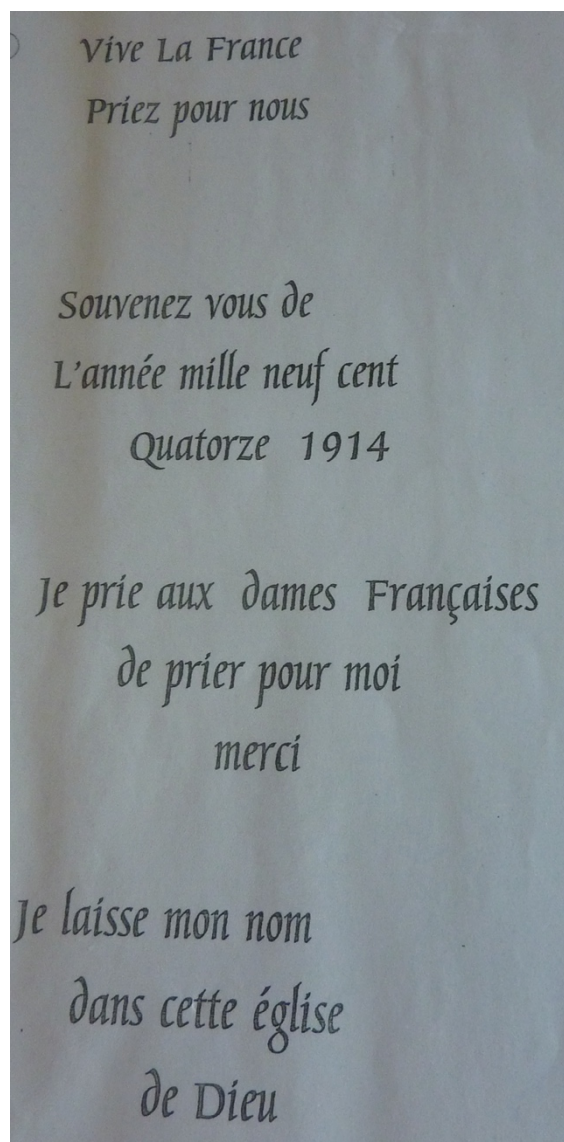 Vive La France
Priez pour nous
Souvenez vous de
L'année mille neuf cent
Quatorze 1914
Je prie aux dames Françaises
de prier pour moi
merci
Je laisse mon nom
dans cette église
de Dieu